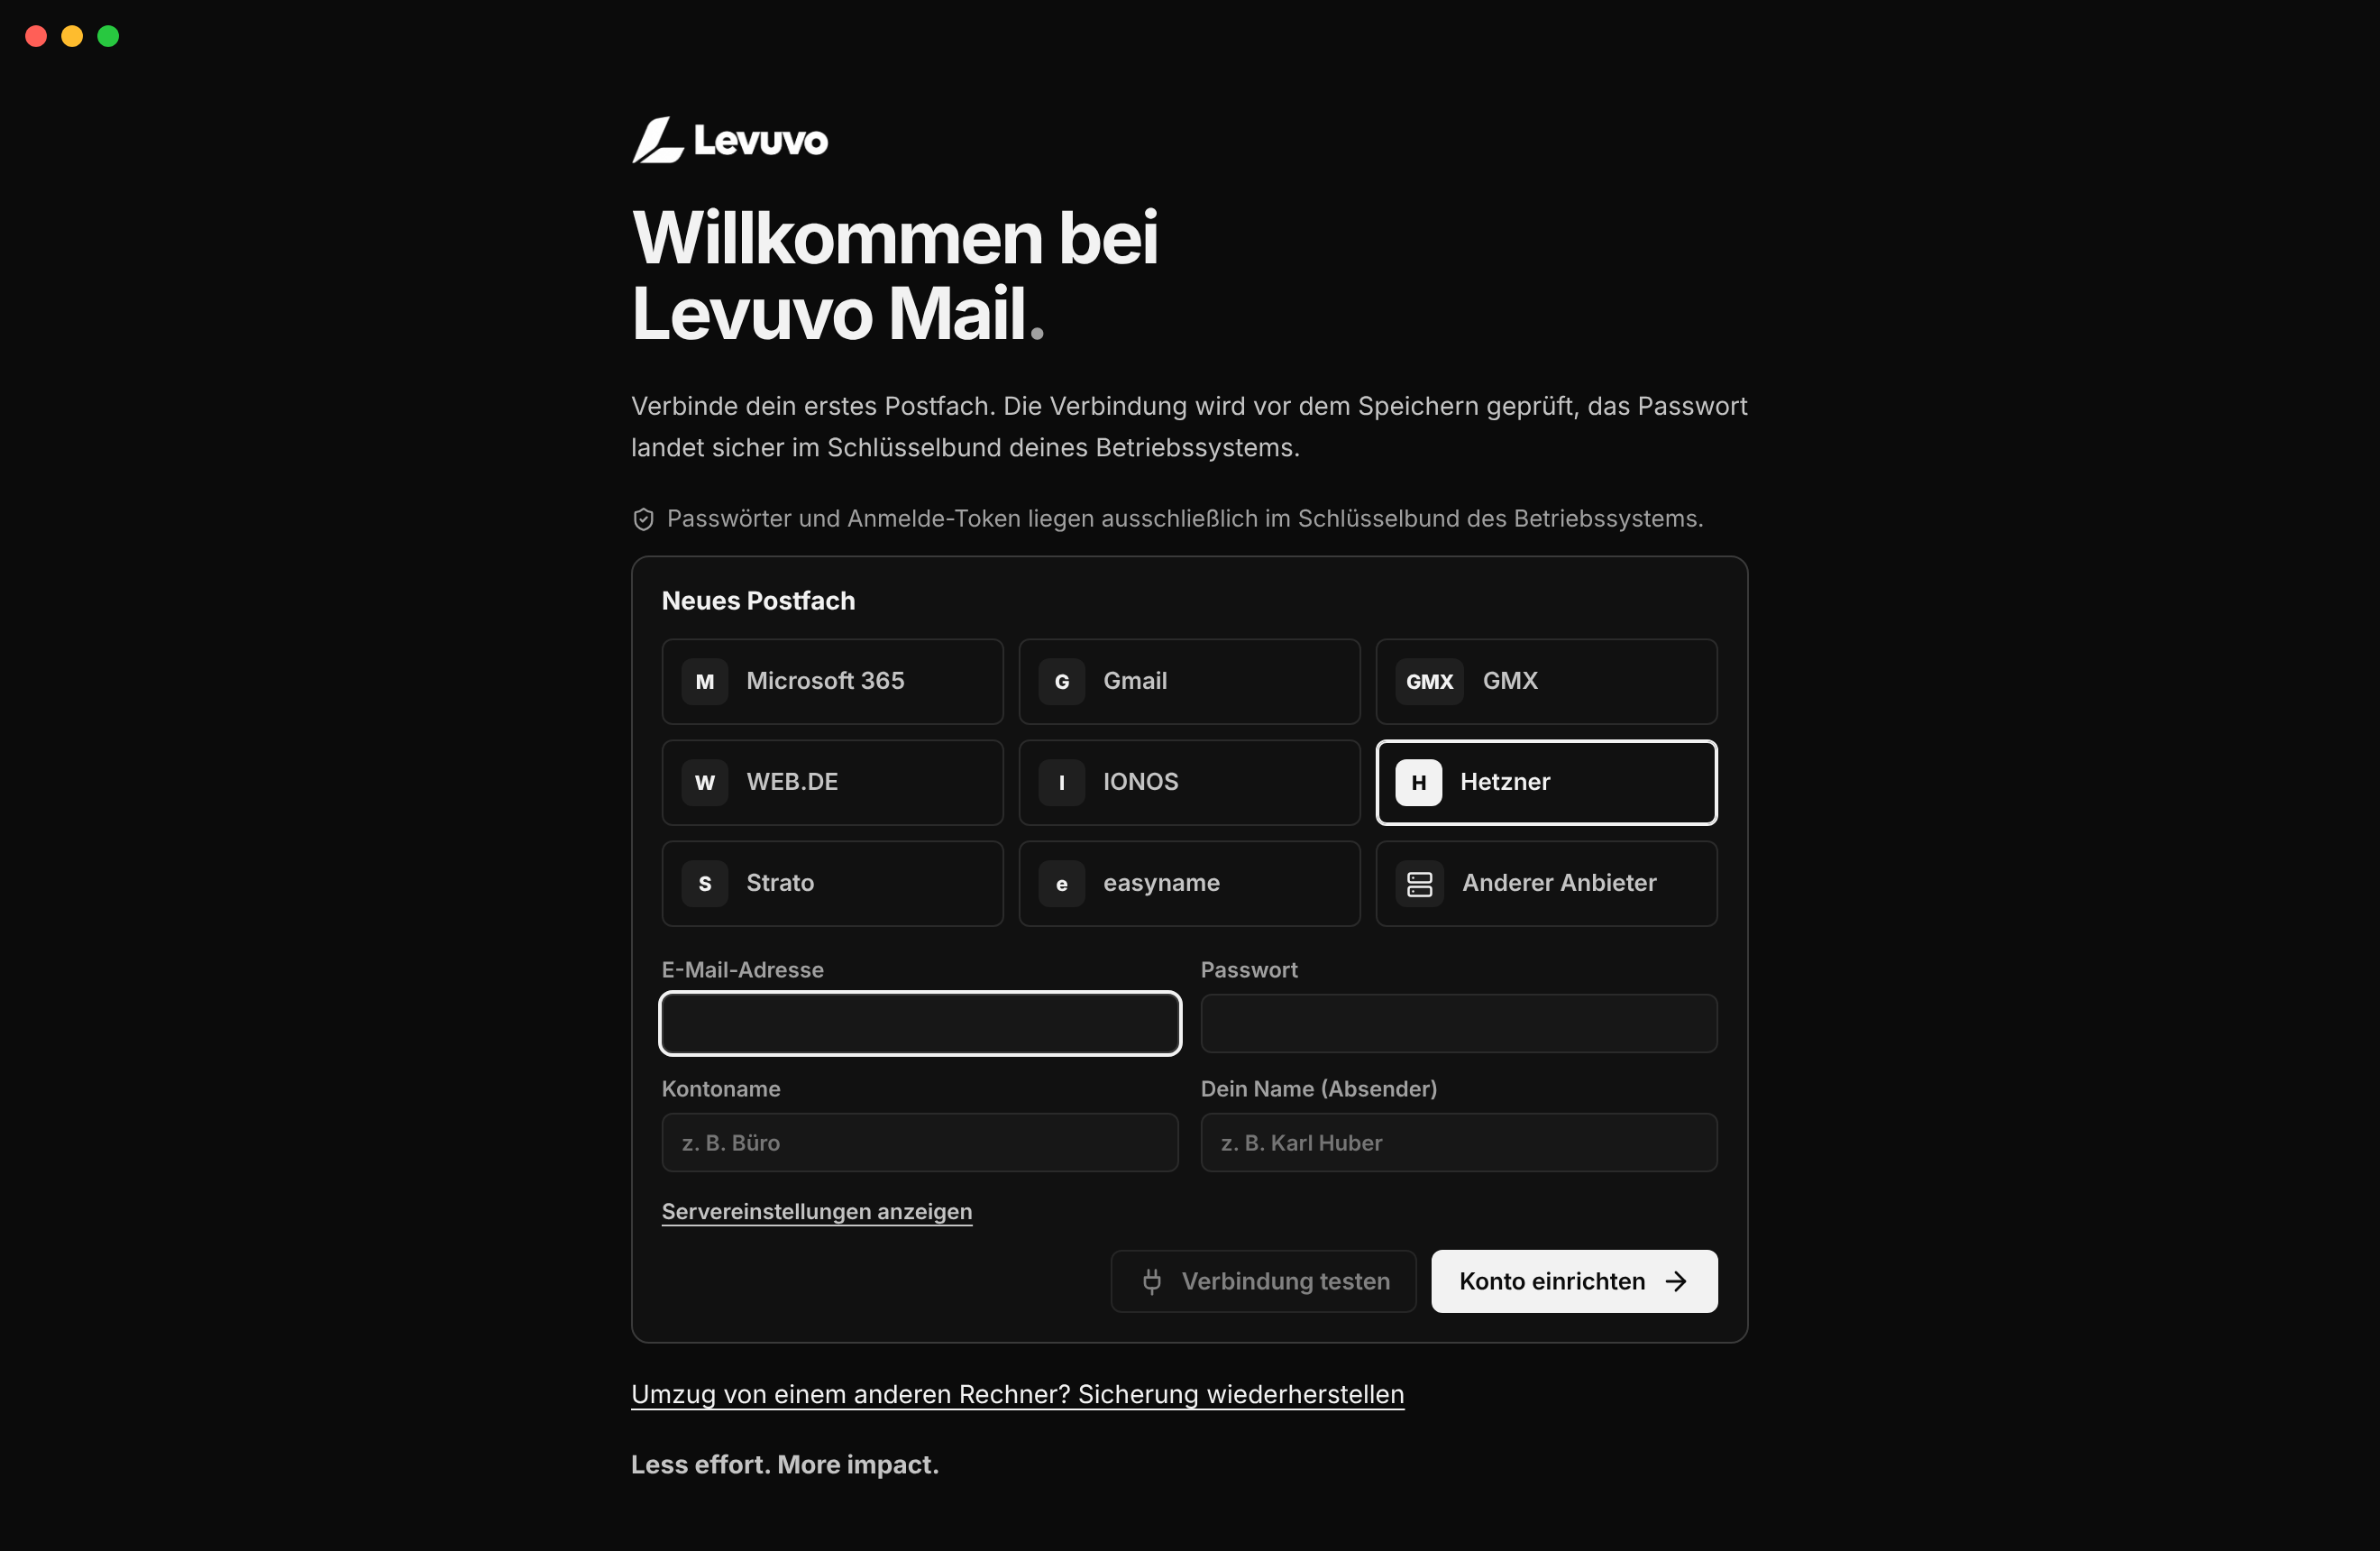 Levuvo
Willkommen bei
Levuvo Mail.
Verbinde dein erstes Postfach. Die Verbindung wird vor dem Speichern geprüft, das Passwort
landet sicher im Schlüsselbund deines Betriebssystems.
Passwörter und Anmelde-Token liegen ausschließlich im Schlüsselbund des Betriebssystems.
Neues Postfach
M Microsoft 365
G Gmail
GMX GMX
W WEB.DE
I IONOS
H Hetzner
S Strato
e easyname
Anderer Anbieter
E-Mail-Adresse
Passwort
Kontoname
Dein Name (Absender)
z. B. Büro
z. B. Karl Huber
Servereinstellungen anzeigen
Verbindung testen
Konto einrichten
Umzug von einem anderen Rechner? Sicherung wiederherstellen
Less effort. More impact.